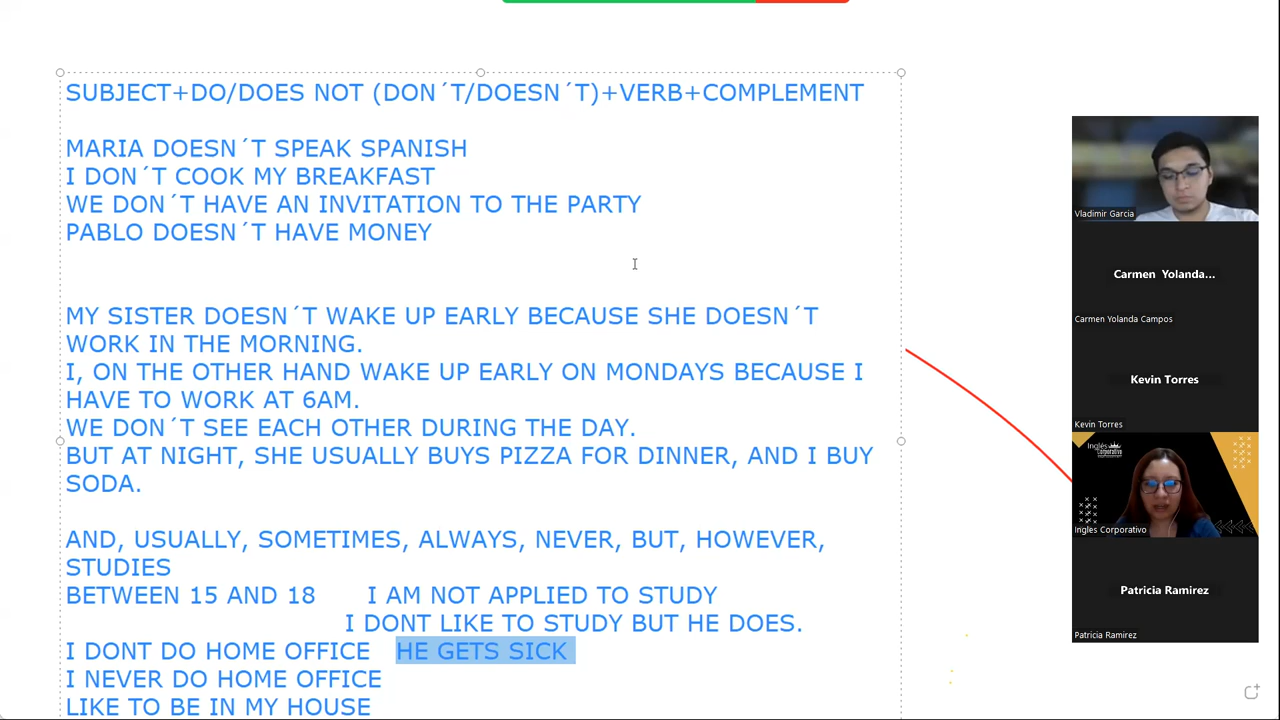 SUBJECT+DO/DOES NOT (DON´T/DOESN´T)+VERB+COMPLEMENT
MARIA DOESN´T SPEAK SPANISH
I DON´T COOK MY BREAKFAST
WE DON´T HAVE AN INVITATION TO THE PARTY
PABLO DOESN´T HAVE MONEY
MY SISTER DOESN´T WAKE UP EARLY BECAUSE SHE DOESN´T
WORK IN THE MORNING.
I, ON THE OTHER HAND WAKE UP EARLY ON MONDAYS BECAUSE I
HAVE TO WORK AT 6AM.
WE DON´T SEE EACH OTHER DURING THE DAY.
BUT AT NIGHT, SHE USUALLY BUYS PIZZA FOR DINNER, AND I BUY
SODA.
AND, USUALLY, SOMETIMES, ALWAYS, NEVER, BUT, HOWEVER,
STUDIES
BETWEEN 15 AND 18 I AM NOT APPLIED TO STUDY
I DONT LIKE TO STUDY BUT HE DOES.
I DONT DO HOME OFFICE HE GETS SICK
I NEVER DO HOME OFFICE
LIKE TO BE IN MY HOUSE
Vladimir Garcia
Carmen Yolanda...
Carmen Yolanda Campos
Kevin Torres
Kevin Torres
Inglés
Corporativo
Ingles Corporativo
Patricia Ramirez
Patricia Ramirez